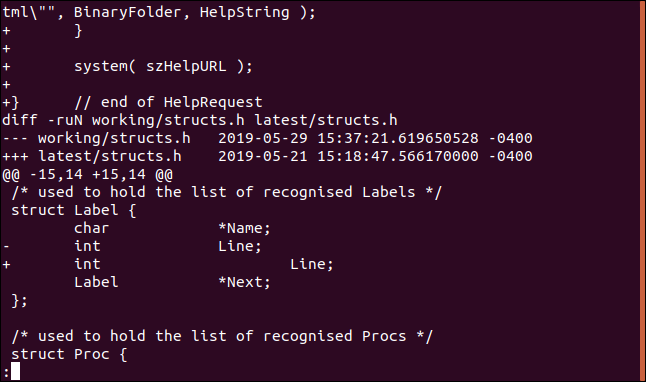 tml\"", BinaryFolder, HelpString );
+       }
+
+       system( szHelpURL );
+
+}      // end of HelpRequest
diff -ruN working/structs.h latest/structs.h
--- working/structs.h   2019-05-29 15:37:21.619650528 -0400
+++ latest/structs.h    2019-05-21 15:18:47.566170000 -0400
@@ -15,14 +15,14 @@
 /* used to hold the list of recognised Labels */
 struct Label {
        char            *Name;
-       int             Line;
+       int                     Line;
        Label           *Next;
 };

 /* used to hold the list of recognised Procs */
 struct Proc {
: